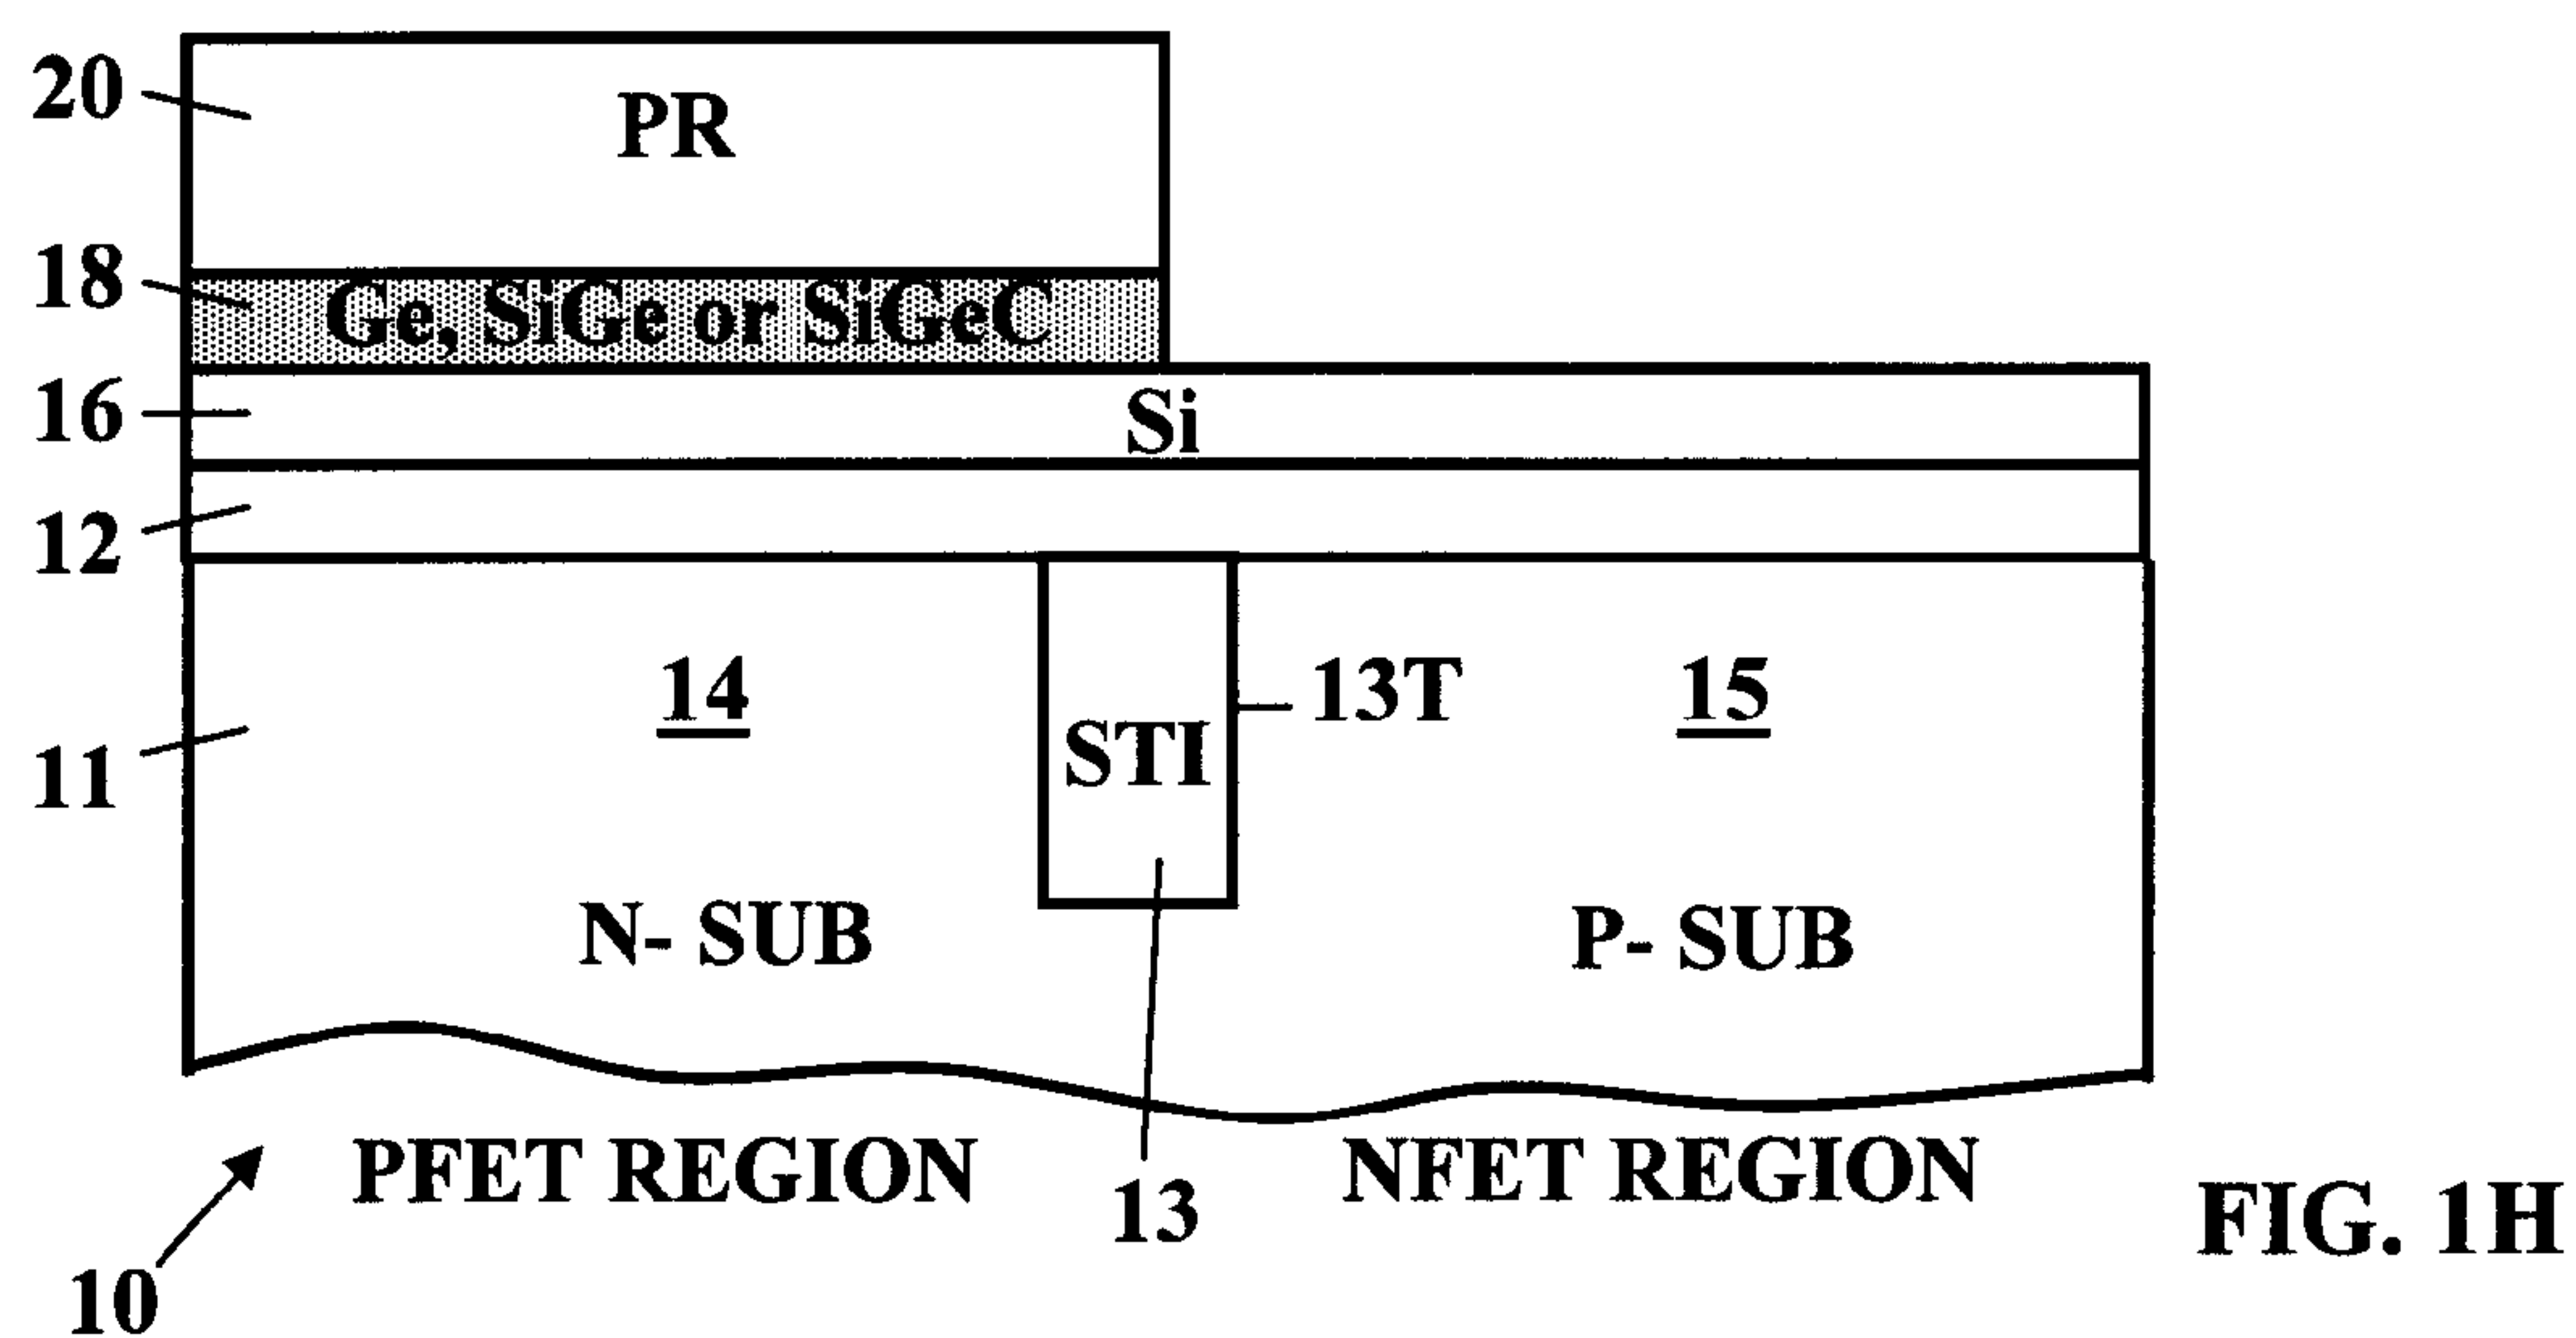 20
PR
18
Ge, SiGe or SiGeC
16
Si
12
14
13T
15
STI
11
N- SUB
P- SUB
PFET REGION
NFET REGION
13
FIG. 1H
10